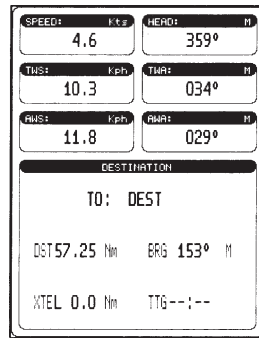 SPEED: Kts HEAD: M
4.6 359°
TWS: Kph TWA: M
10.3 034°
AWS: Kph AWA: M
11.8 029°
DESTINATION
TO: DEST
DST 57.25 Nm BRG 153° M
XTEL 0.0 Nm TTG--:--